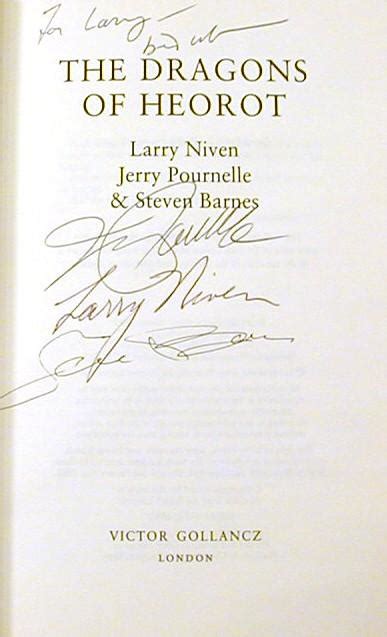 For Larry—
THE DRAGONS
OF HEOROT
Larry Niven
Jerry Pournelle
& Steven Barnes
Larry Niven
VICTOR GOLLANCZ
LONDON